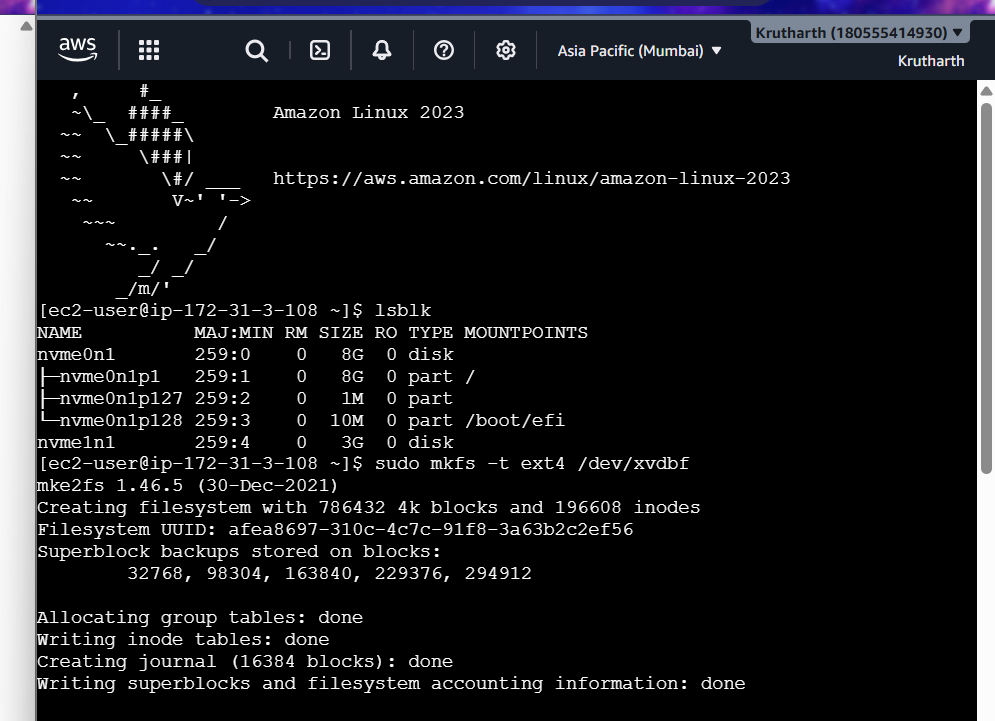 aws
Asia Pacific (Mumbai) ▼
Krutharth (180555414930) ▼
Krutharth
   ,     #_
   ~\_  ####_        Amazon Linux 2023
  ~~  \_#####\
  ~~     \###|
  ~~       \#/ ___   https://aws.amazon.com/linux/amazon-linux-2023
   ~~       V~' '->
    ~~~         /
      ~~._.   _/
         _/ _/
       _/m/'
[ec2-user@ip-172-31-3-108 ~]$ lsblk
NAME          MAJ:MIN RM SIZE RO TYPE MOUNTPOINTS
nvme0n1       259:0    0   8G  0 disk
├─nvme0n1p1   259:1    0   8G  0 part /
├─nvme0n1p127 259:2    0   1M  0 part
└─nvme0n1p128 259:3    0  10M  0 part /boot/efi
nvme1n1       259:4    0   3G  0 disk
[ec2-user@ip-172-31-3-108 ~]$ sudo mkfs -t ext4 /dev/xvdbf
mke2fs 1.46.5 (30-Dec-2021)
Creating filesystem with 786432 4k blocks and 196608 inodes
Filesystem UUID: afea8697-310c-4c7c-91f8-3a63b2c2ef56
Superblock backups stored on blocks:
        32768, 98304, 163840, 229376, 294912
Allocating group tables: done
Writing inode tables: done
Creating journal (16384 blocks): done
Writing superblocks and filesystem accounting information: done